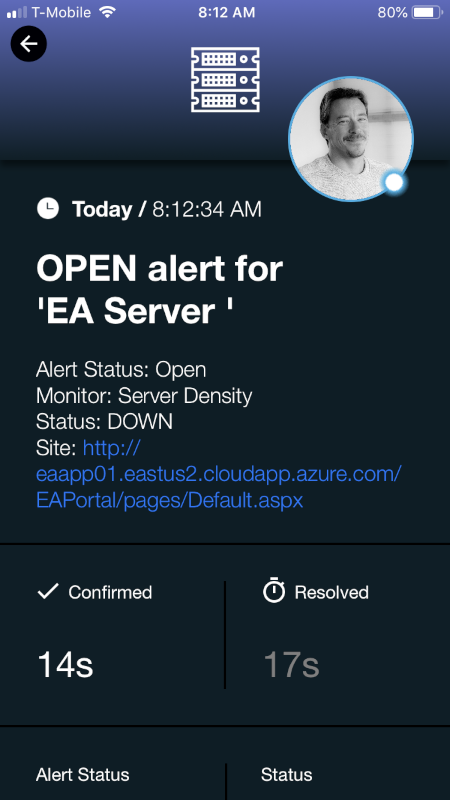 T-Mobile 8:12 AM 80%
Today / 8:12:34 AM
OPEN alert for
'EA Server '
Alert Status: Open
Monitor: Server Density
Status: DOWN
Site: http://
eaapp01.eastus2.cloudapp.azure.com/
EAPortal/pages/Default.aspx
Confirmed Resolved
14s 17s
Alert Status Status